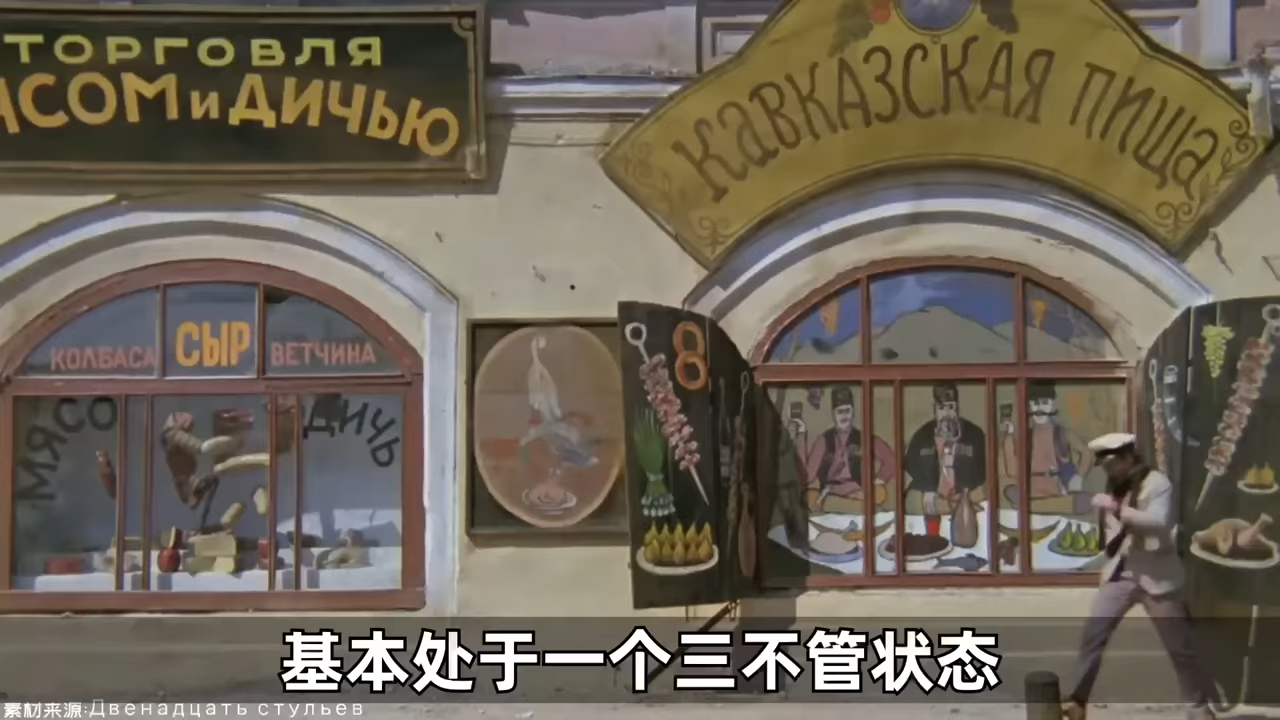 ТОРГОВЛЯ
ЯСОМ и ДИЧЬЮ
КАВКАЗСКАЯ ПИЩА
КОЛБАСА СЫР ВЕТЧИНА
МЯСО ДИЧЬ
8
基本处于一个三不管状态
素材来源:Двенадцать стульев